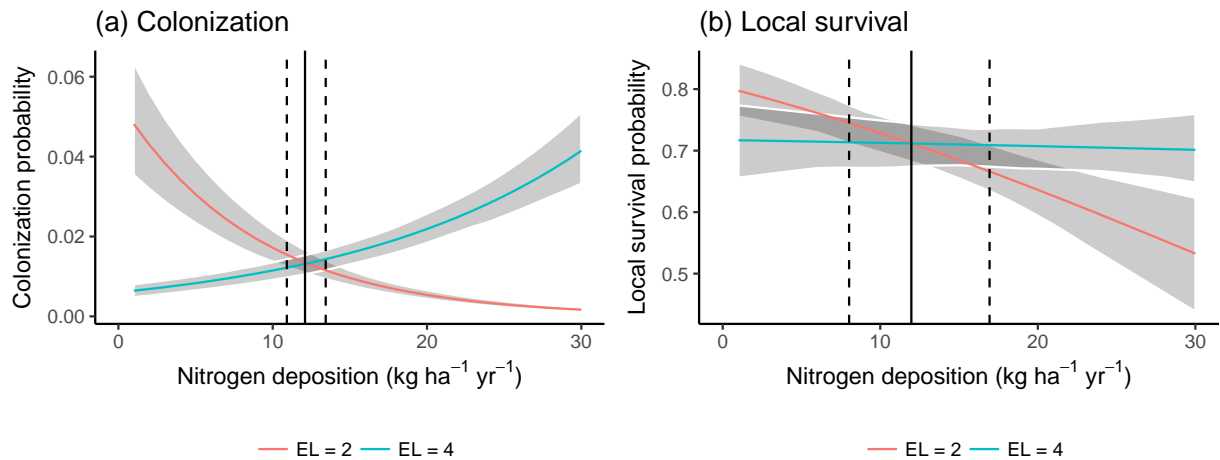 (a) Colonization
Colonization probability
0.06
0.04
0.02
0.00
0 10 20 30
Nitrogen deposition (kg ha⁻¹ yr⁻¹)
EL = 2 EL = 4
(b) Local survival
Local survival probability
0.8
0.7
0.6
0.5
0 10 20 30
Nitrogen deposition (kg ha⁻¹ yr⁻¹)
EL = 2 EL = 4